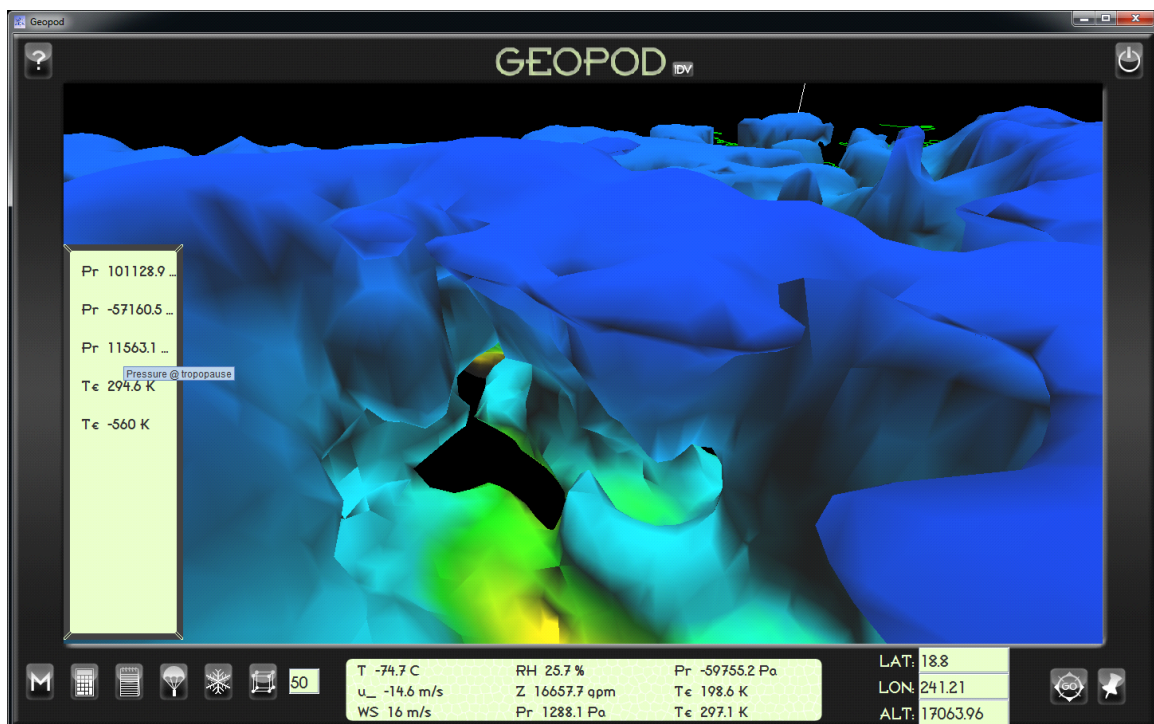 Geopod
?
GEOPOD IDV
Pr 101128.9 ...
Pr -57160.5 ...
Pr 11563.1 ...
Pressure @ tropopause
Tϵ 294.6 K
Tϵ -560 K
M
50
T -74.7 C RH 25.7 % Pr -59755.2 Pa
u_ -14.6 m/s Z 16657.7 gpm Tϵ 198.6 K
WS 16 m/s Pr 1288.1 Pa Tϵ 297.1 K
LAT: 18.8
LON: 241.21
ALT: 17063.96
GO